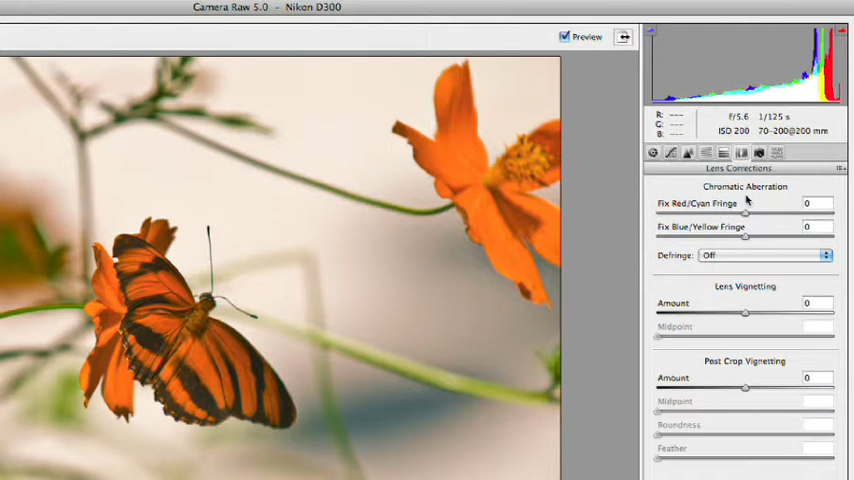 Camera Raw 5.0 - Nikon D300
Preview
R: ---
G: ---
B: ---
F/5.6 1/125 s
ISO 200 70-200@200 mm
Lens Corrections
Chromatic Aberration
Fix Red/Cyan Fringe 0
Fix Blue/Yellow Fringe 0
Defringe: Off
Lens Vignetting
Amount 0
Midpoint
Post Crop Vignetting
Amount 0
Midpoint
Roundness
Feather